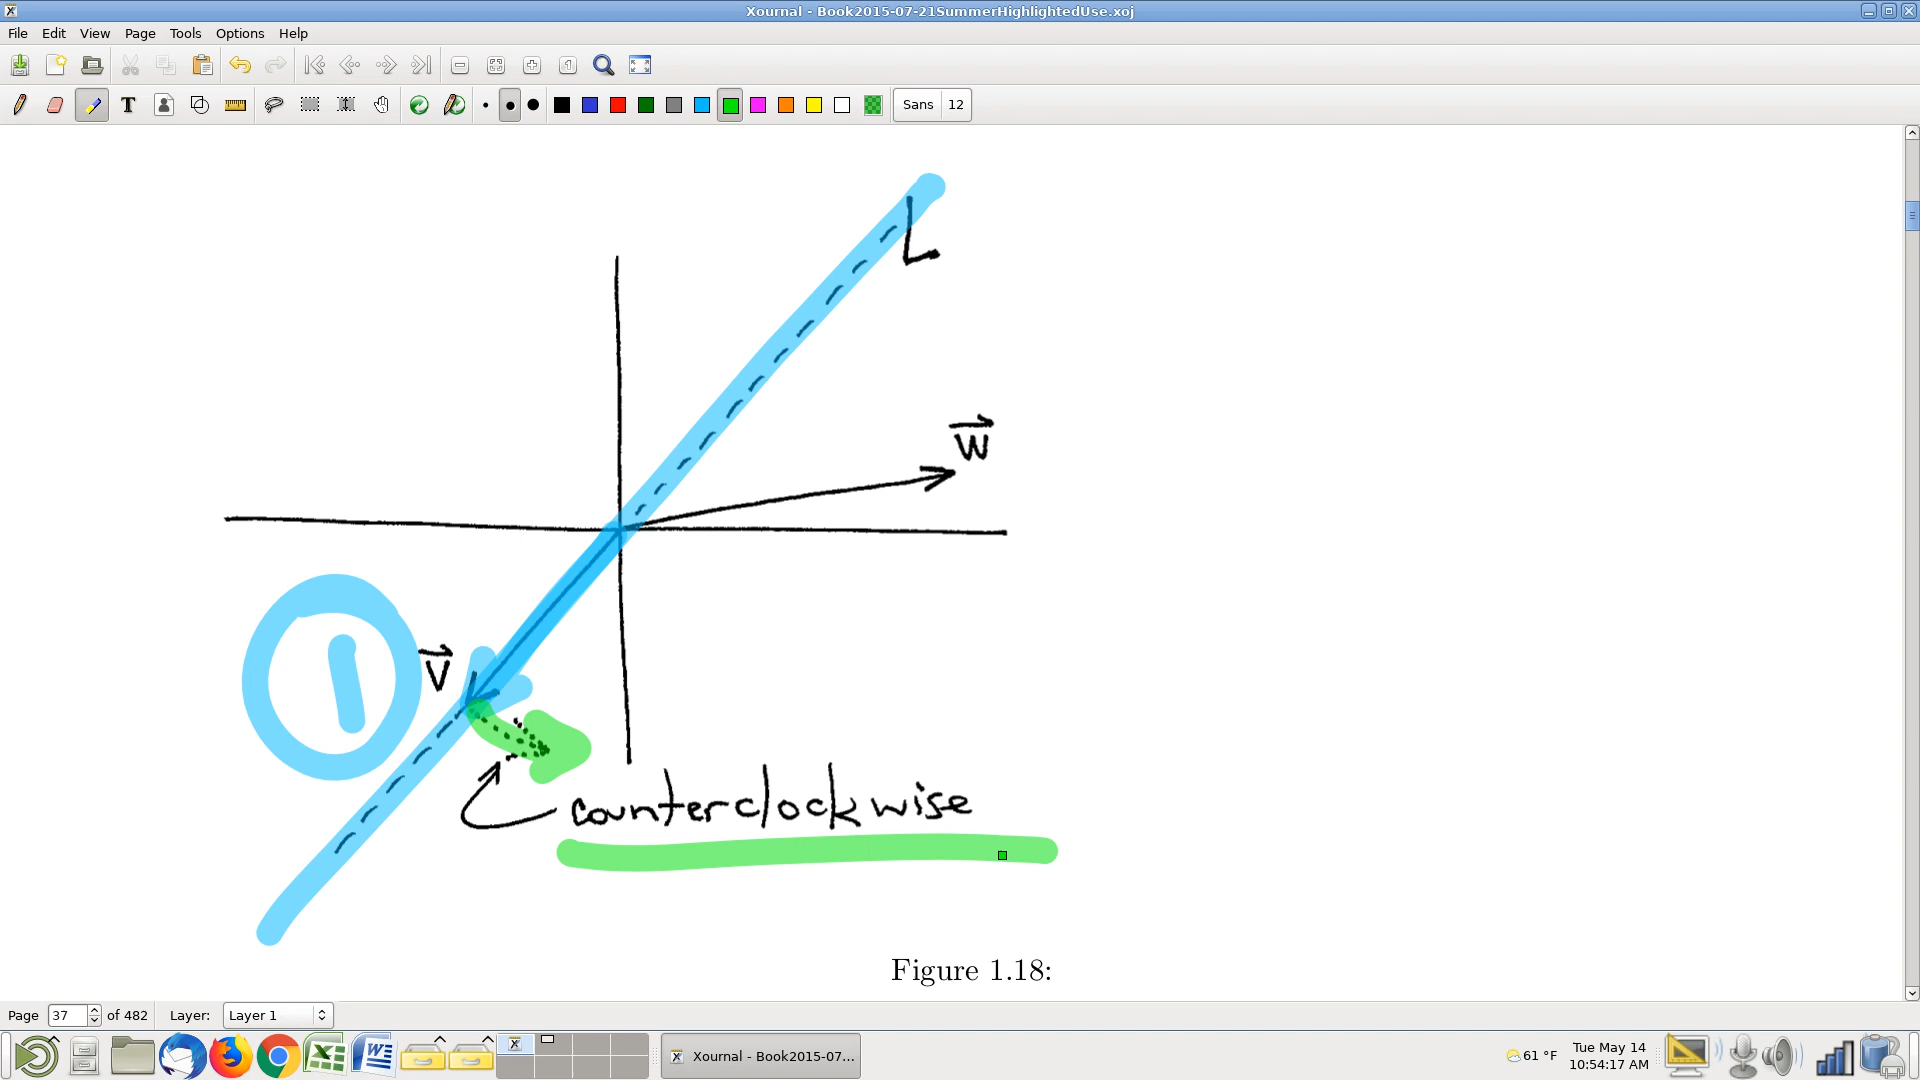 Xournal - Book2015-07-21SummerHighlightedUse.xoj
File Edit View Page Tools Options Help
T Sans 12
L
W
1
V
counterclockwise
Figure 1.18:
Page 37 of 482 Layer: Layer 1
Xournal - Book2015-07...
61 °F
Tue May 14
10:54:17 AM